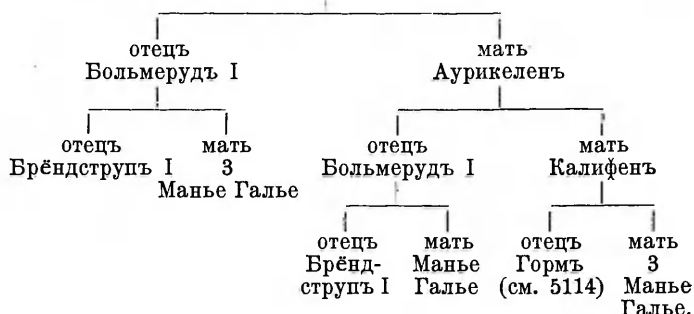 отецъ мать
Больмерудъ I Аурикеленъ
отецъ мать отецъ мать
Брёндструпъ I 3 Больмерудъ I Калифенъ
Манье Галье
отецъ мать отецъ мать
Брёнд- Манье Гормъ 3
струпъ I Галье (см. 5114) Манье
Галье.